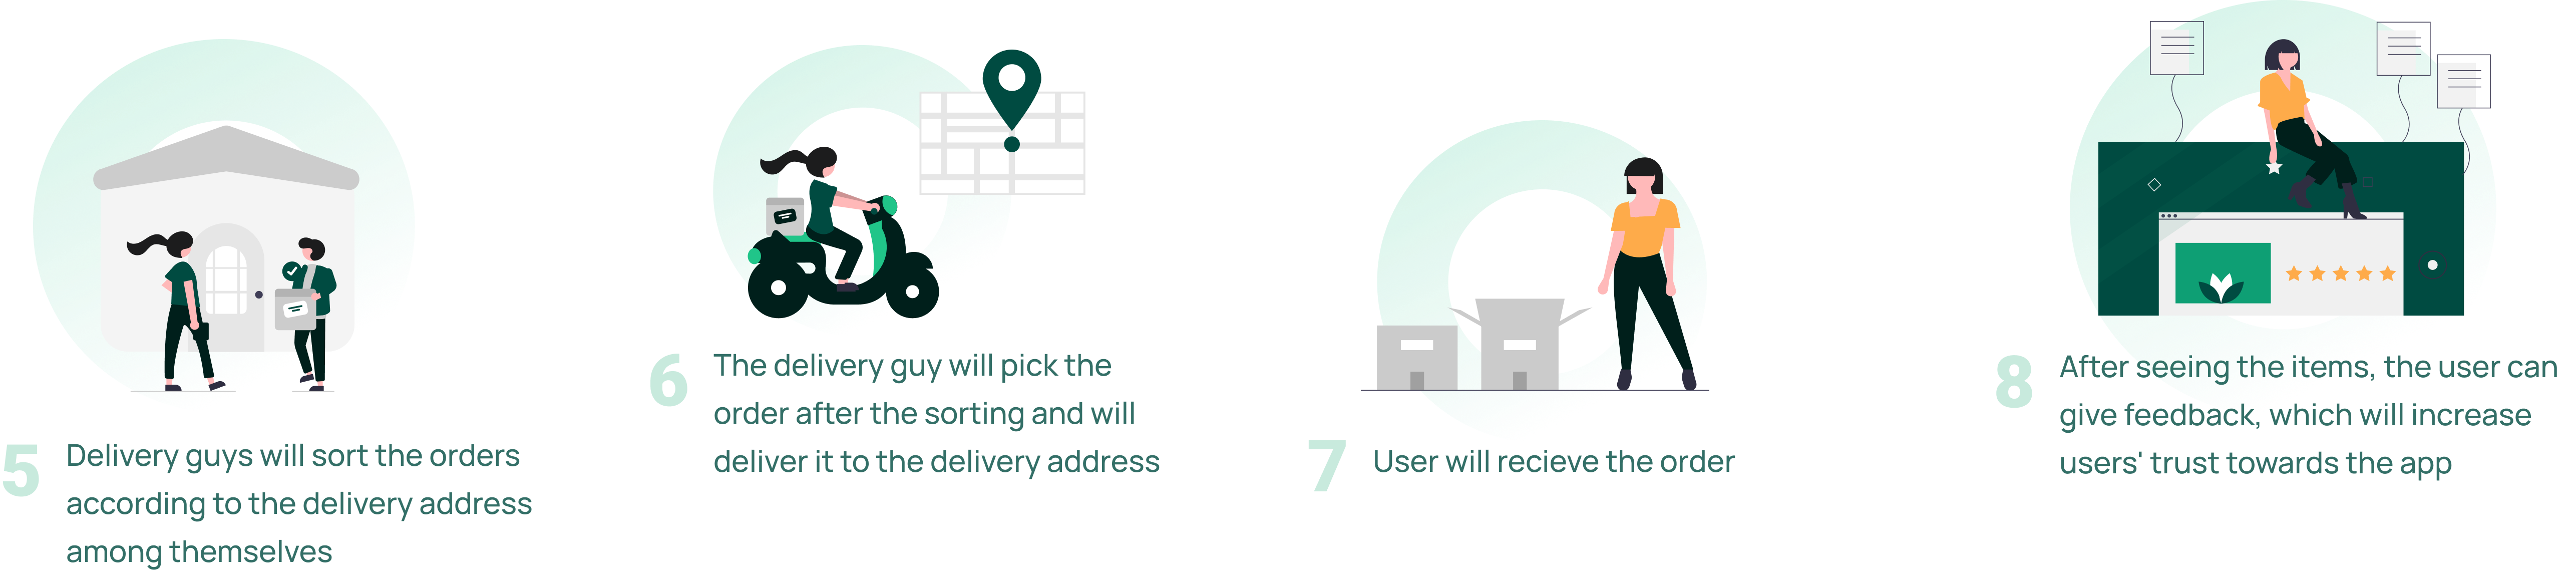 5
Delivery guys will sort the orders
according to the delivery address
among themselves
6
The delivery guy will pick the
order after the sorting and will
deliver it to the delivery address
7
User will recieve the order
8
After seeing the items, the user can
give feedback, which will increase
users' trust towards the app